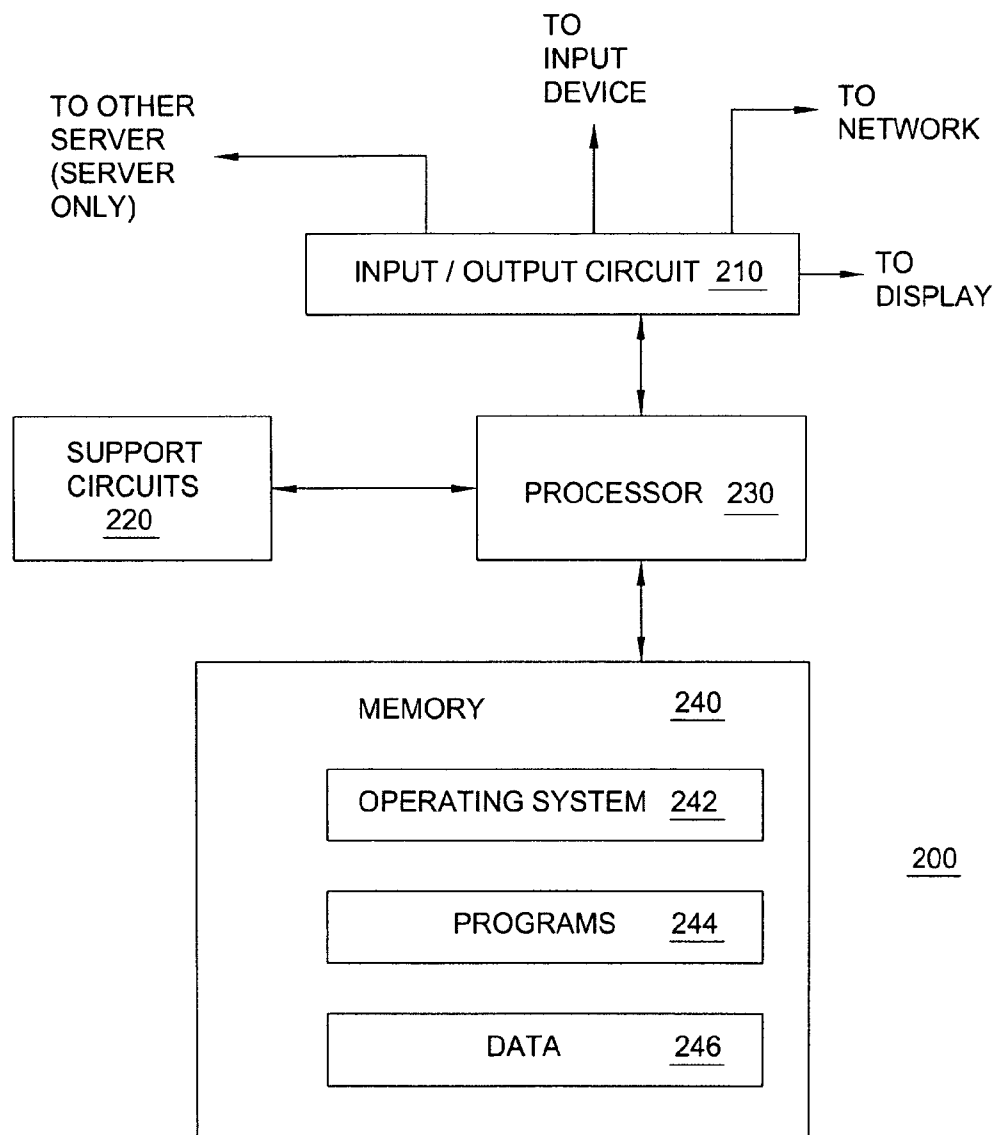 TO
INPUT
DEVICE
TO OTHER
SERVER
(SERVER
ONLY)
TO
NETWORK
INPUT / OUTPUT CIRCUIT 210
TO
DISPLAY
SUPPORT
CIRCUITS
220
PROCESSOR 230
MEMORY 240
OPERATING SYSTEM 242
200
PROGRAMS 244
DATA 246